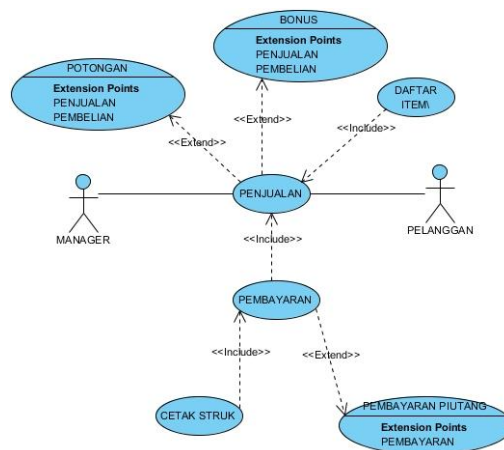 BONUS
Extension Points
PENJUALAN
PEMBELIAN
POTONGAN
Extension Points
PENJUALAN
PEMBELIAN
DAFTAR
ITEM\
<<Extend>>
<<Extend>>
<<Include>>
PENJUALAN
MANAGER
PELANGGAN
<<Include>>
PEMBAYARAN
<<Include>>
<<Extend>>
CETAK STRUK
PEMBAYARAN PIUTANG
Extension Points
PEMBAYARAN